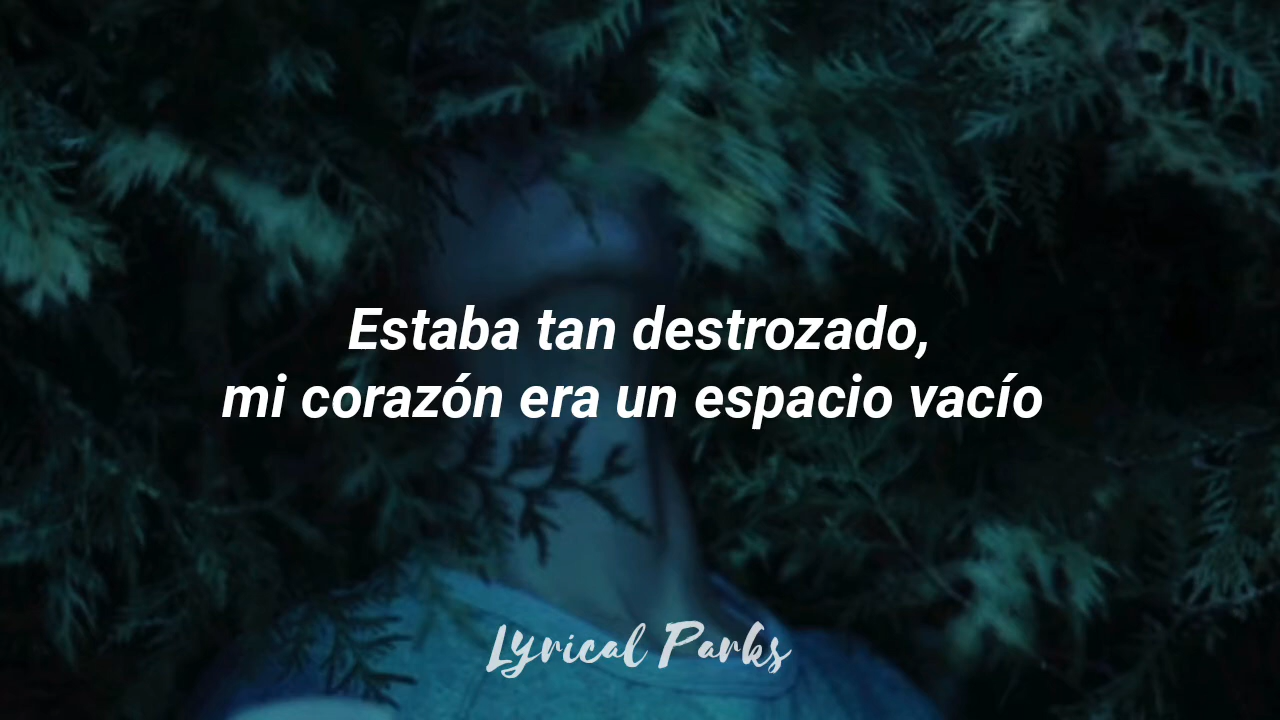 Estaba tan destrozado,
mi corazón era un espacio vacío
Lyrical Parks